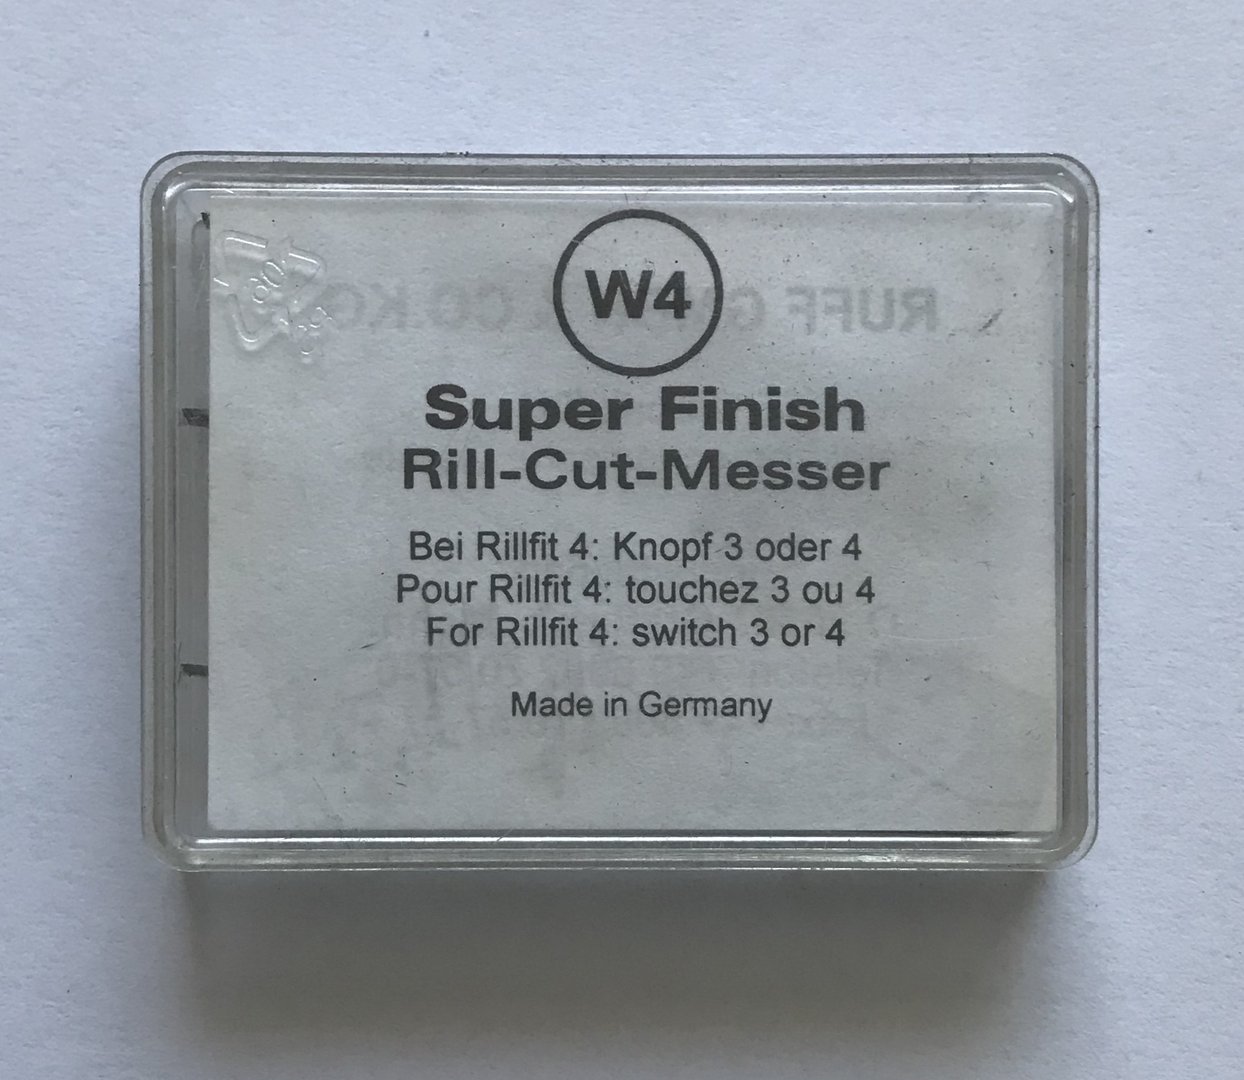 W4
Super Finish
Rill-Cut-Messer
Bei Rillfit 4: Knopf 3 oder 4
Pour Rillfit 4: touchez 3 ou 4
For Rillfit 4: switch 3 or 4
Made in Germany
RUFF